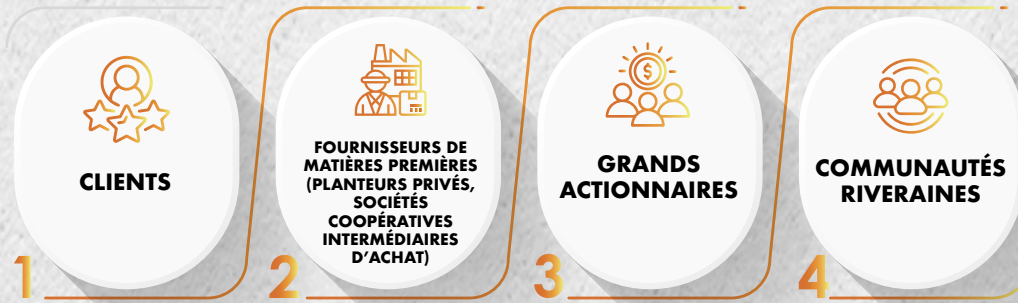 CLIENTS
1
FOURNISSEURS DE
MATIÈRES PREMIÈRES
(PLANTEURS PRIVÉS,
SOCIÉTÉS
COOPÉRATIVES
INTERMÉDIAIRES
D’ACHAT)
2
$
GRANDS
ACTIONNAIRES
3
COMMUNAUTÉS
RIVERAINES
4